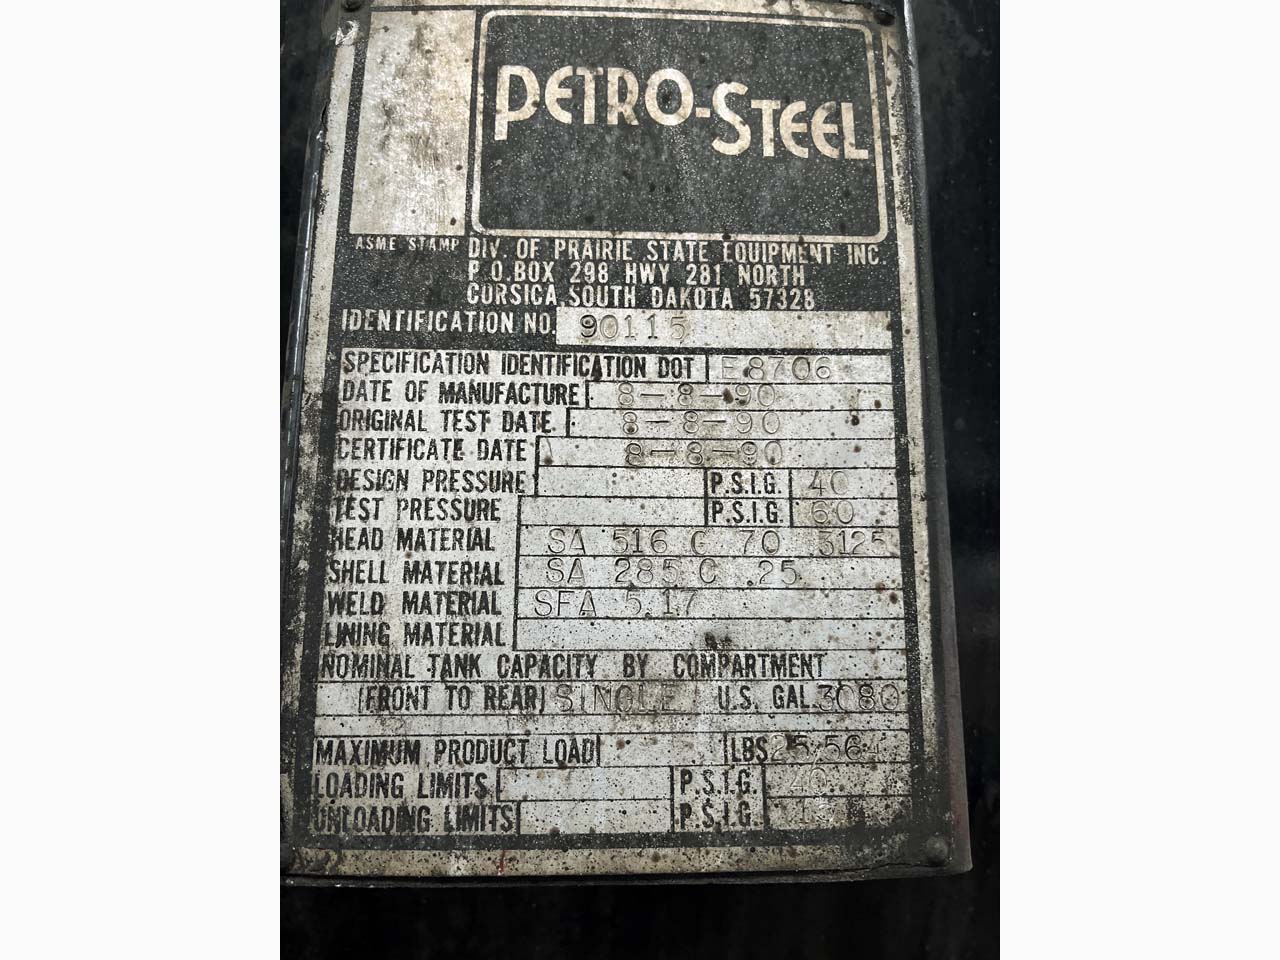 PETRO-STEEL
ASME STAMP
DIV. OF PRAIRIE STATE EQUIPMENT INC.
P.O.BOX 298 HWY 281 NORTH
CORSICA, SOUTH DAKOTA 57328
IDENTIFICATION NO. 90115
SPECIFICATION IDENTIFICATION DOT E8706
DATE OF MANUFACTURE 8-8-90
ORIGINAL TEST DATE 8-8-90
CERTIFICATE DATE 8-8-90
DESIGN PRESSURE P.S.I.G. 40
TEST PRESSURE P.S.I.G. 60
HEAD MATERIAL SA 516 C 70 .3125
SHELL MATERIAL SA 285 C .25
WELD MATERIAL SFA 5.17
LINING MATERIAL
NOMINAL TANK CAPACITY BY COMPARTMENT
(FRONT TO REAR) SINGLE U.S. GAL. 3080
MAXIMUM PRODUCT LOAD LBS 25,564
LOADING LIMITS P.S.I.G. 40
UNLOADING LIMITS P.S.I.G.